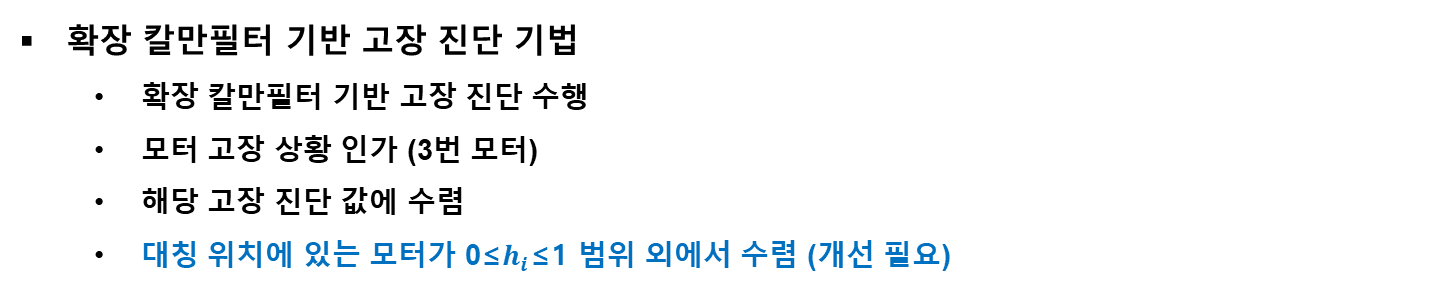 ▪ 확장 칼만필터 기반 고장 진단 기법
• 확장 칼만필터 기반 고장 진단 수행
• 모터 고장 상황 인가 (3번 모터)
• 해당 고장 진단 값에 수렴
• 대칭 위치에 있는 모터가 0≤hᵢ≤1 범위 외에서 수렴 (개선 필요)